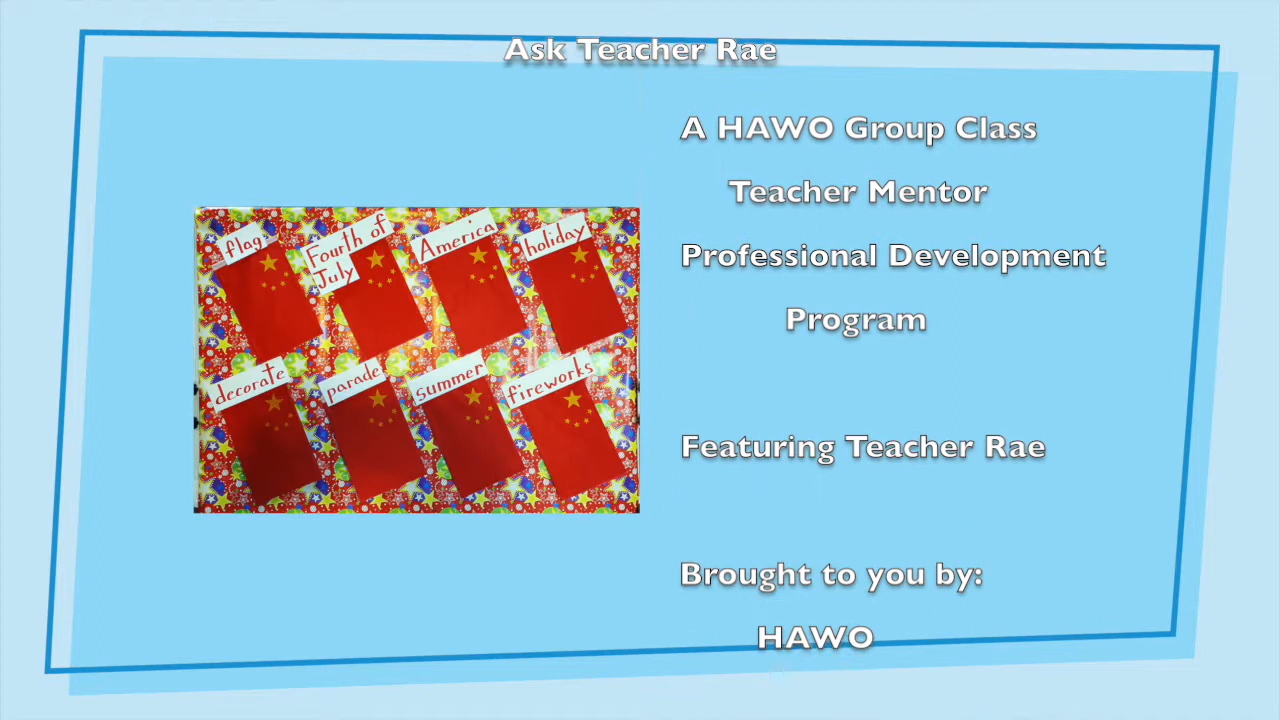 Ask Teacher Rae
A HAWO Group Class
Teacher Mentor
Professional Development
Program
Featuring Teacher Rae
Brought to you by:
HAWO
flag
Fourth of
July
America
holiday
decorate
parade
summer
fireworks